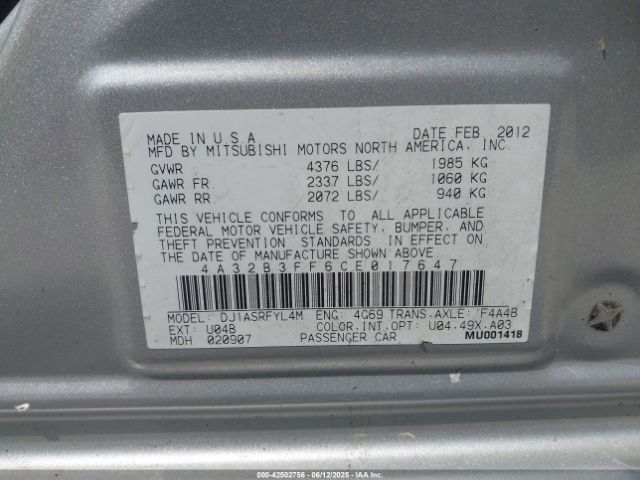 MADE IN U.S.A. DATE FEB 2012
MFD BY MITSUBISHI MOTORS NORTH AMERICA, INC.
GVWR 4376 LBS/ 1985 KG
GAWR FR 2337 LBS/ 1060 KG
GAWR RR 2072 LBS/ 940 KG
THIS VEHICLE CONFORMS TO ALL APPLICABLE
FEDERAL MOTOR VEHICLE SAFETY, BUMPER, AND
THEFT PREVENTION STANDARDS IN EFFECT ON
THE DATE OF MANUFACTURE SHOWN ABOVE.
4A32B3FF6CE017647
MODEL: DJ1ASRFYL4M ENG: 4G69 TRANS.AXLE: F4A4B
EXT: U04B COLOR.INT.OPT: U04.49X.A03
MDH 020907 PASSENGER CAR MU001418
000-42502756 - 06/12/2025 - IAAI.COM